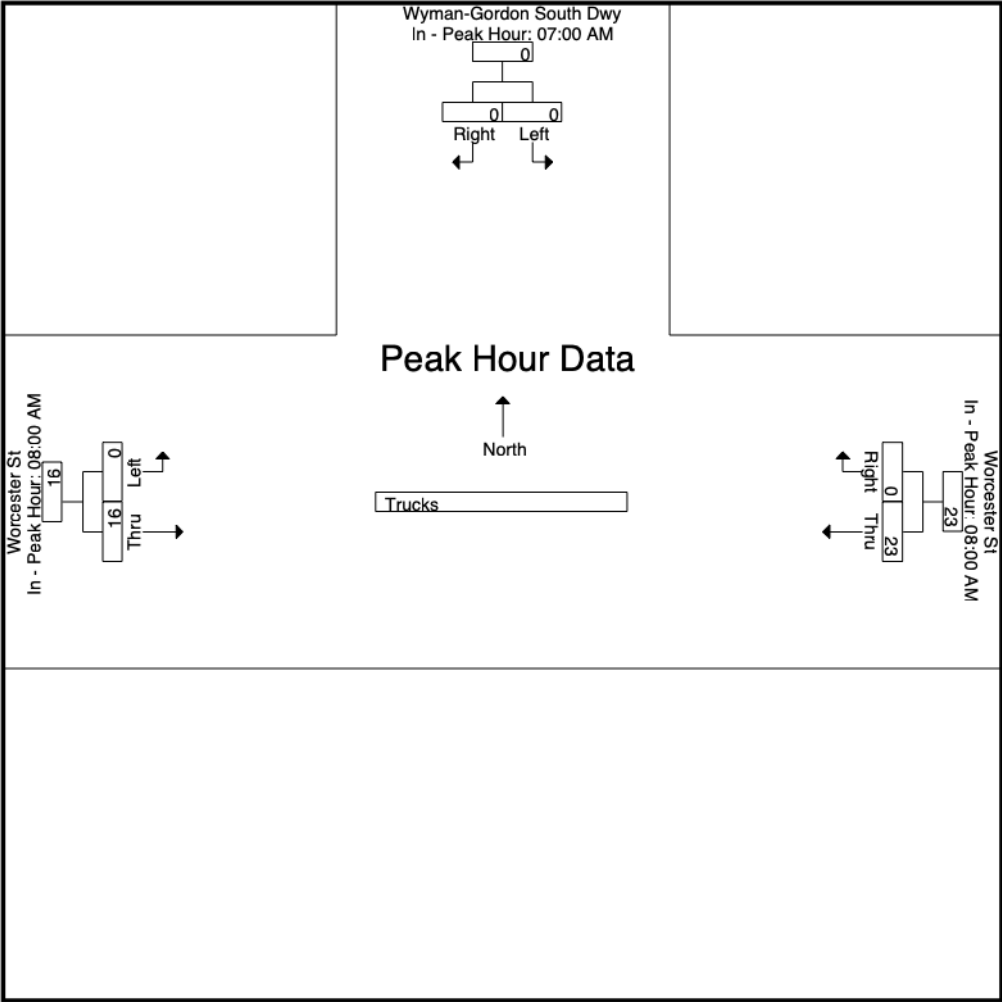 Wyman-Gordon South Dwy
In - Peak Hour: 07:00 AM
0
0 0
Right Left
Peak Hour Data
North
Trucks
Worcester St
In - Peak Hour: 08:00 AM
16
0 16
Left Thru
Worcester St
In - Peak Hour: 08:00 AM
23
0 23
Right Thru